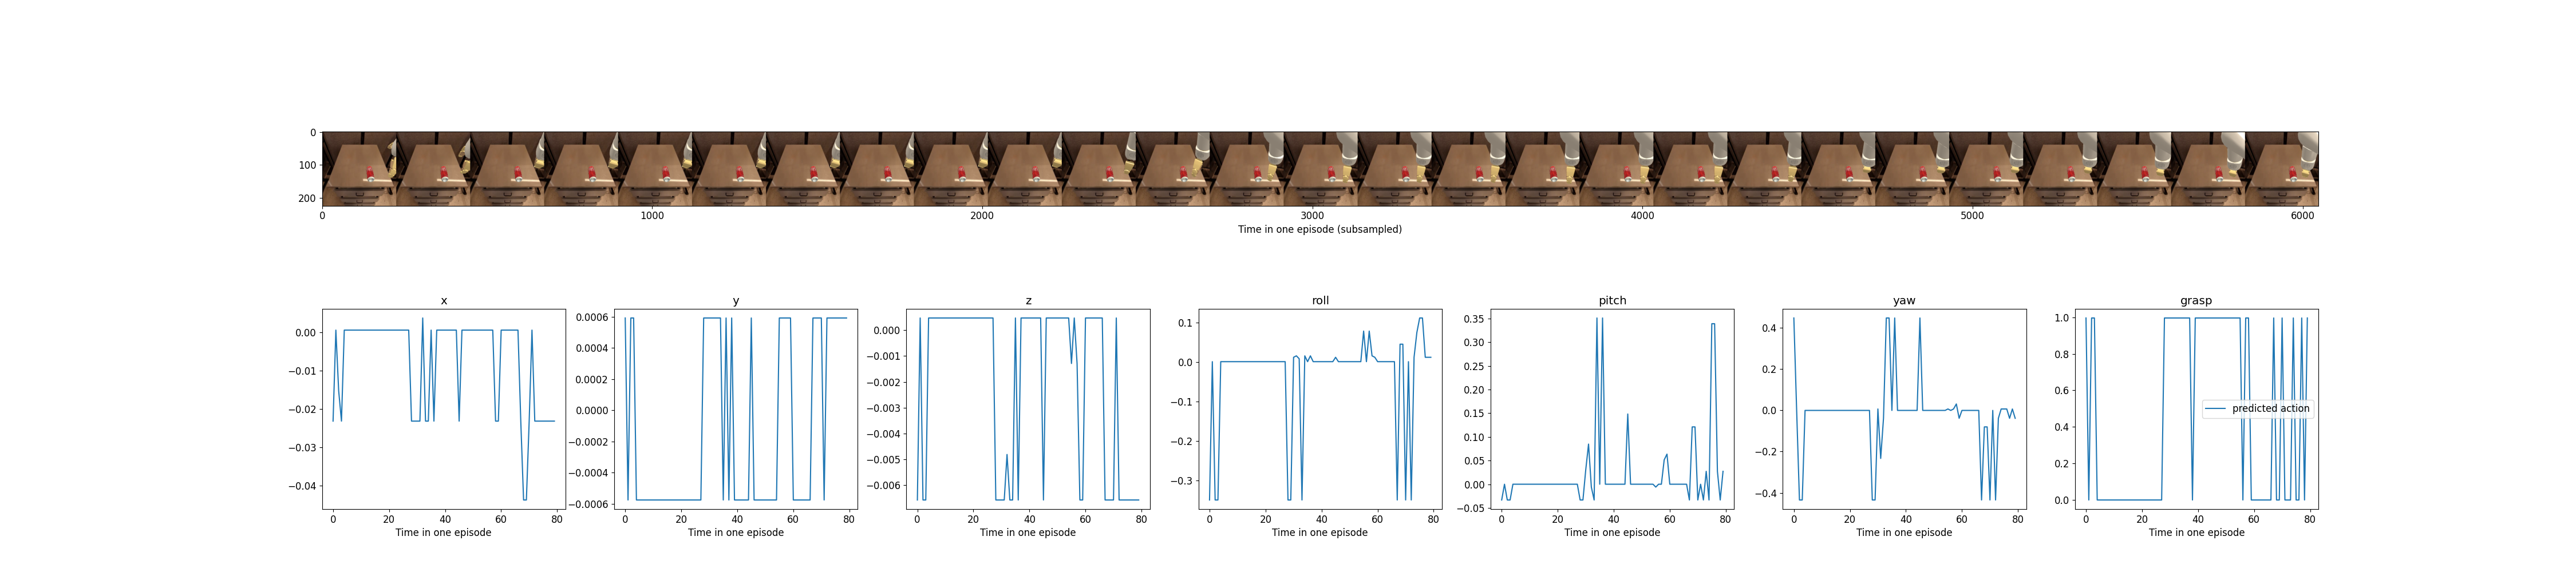 0
100
200
0 1000 2000 3000 4000 5000 6000
Time in one episode (subsampled)
x
0.00
−0.01
−0.02
−0.03
−0.04
0 20 40 60 80
Time in one episode
y
0.0006
0.0004
0.0002
0.0000
−0.0002
−0.0004
−0.0006
0 20 40 60 80
Time in one episode
z
0.000
−0.001
−0.002
−0.003
−0.004
−0.005
−0.006
0 20 40 60 80
Time in one episode
roll
0.1
0.0
−0.1
−0.2
−0.3
0 20 40 60 80
Time in one episode
pitch
0.35
0.30
0.25
0.20
0.15
0.10
0.05
0.00
−0.05
0 20 40 60 80
Time in one episode
yaw
0.4
0.2
0.0
−0.2
−0.4
0 20 40 60 80
Time in one episode
grasp
1.0
0.8
0.6
0.4
0.2
0.0
predicted action
0 20 40 60 80
Time in one episode